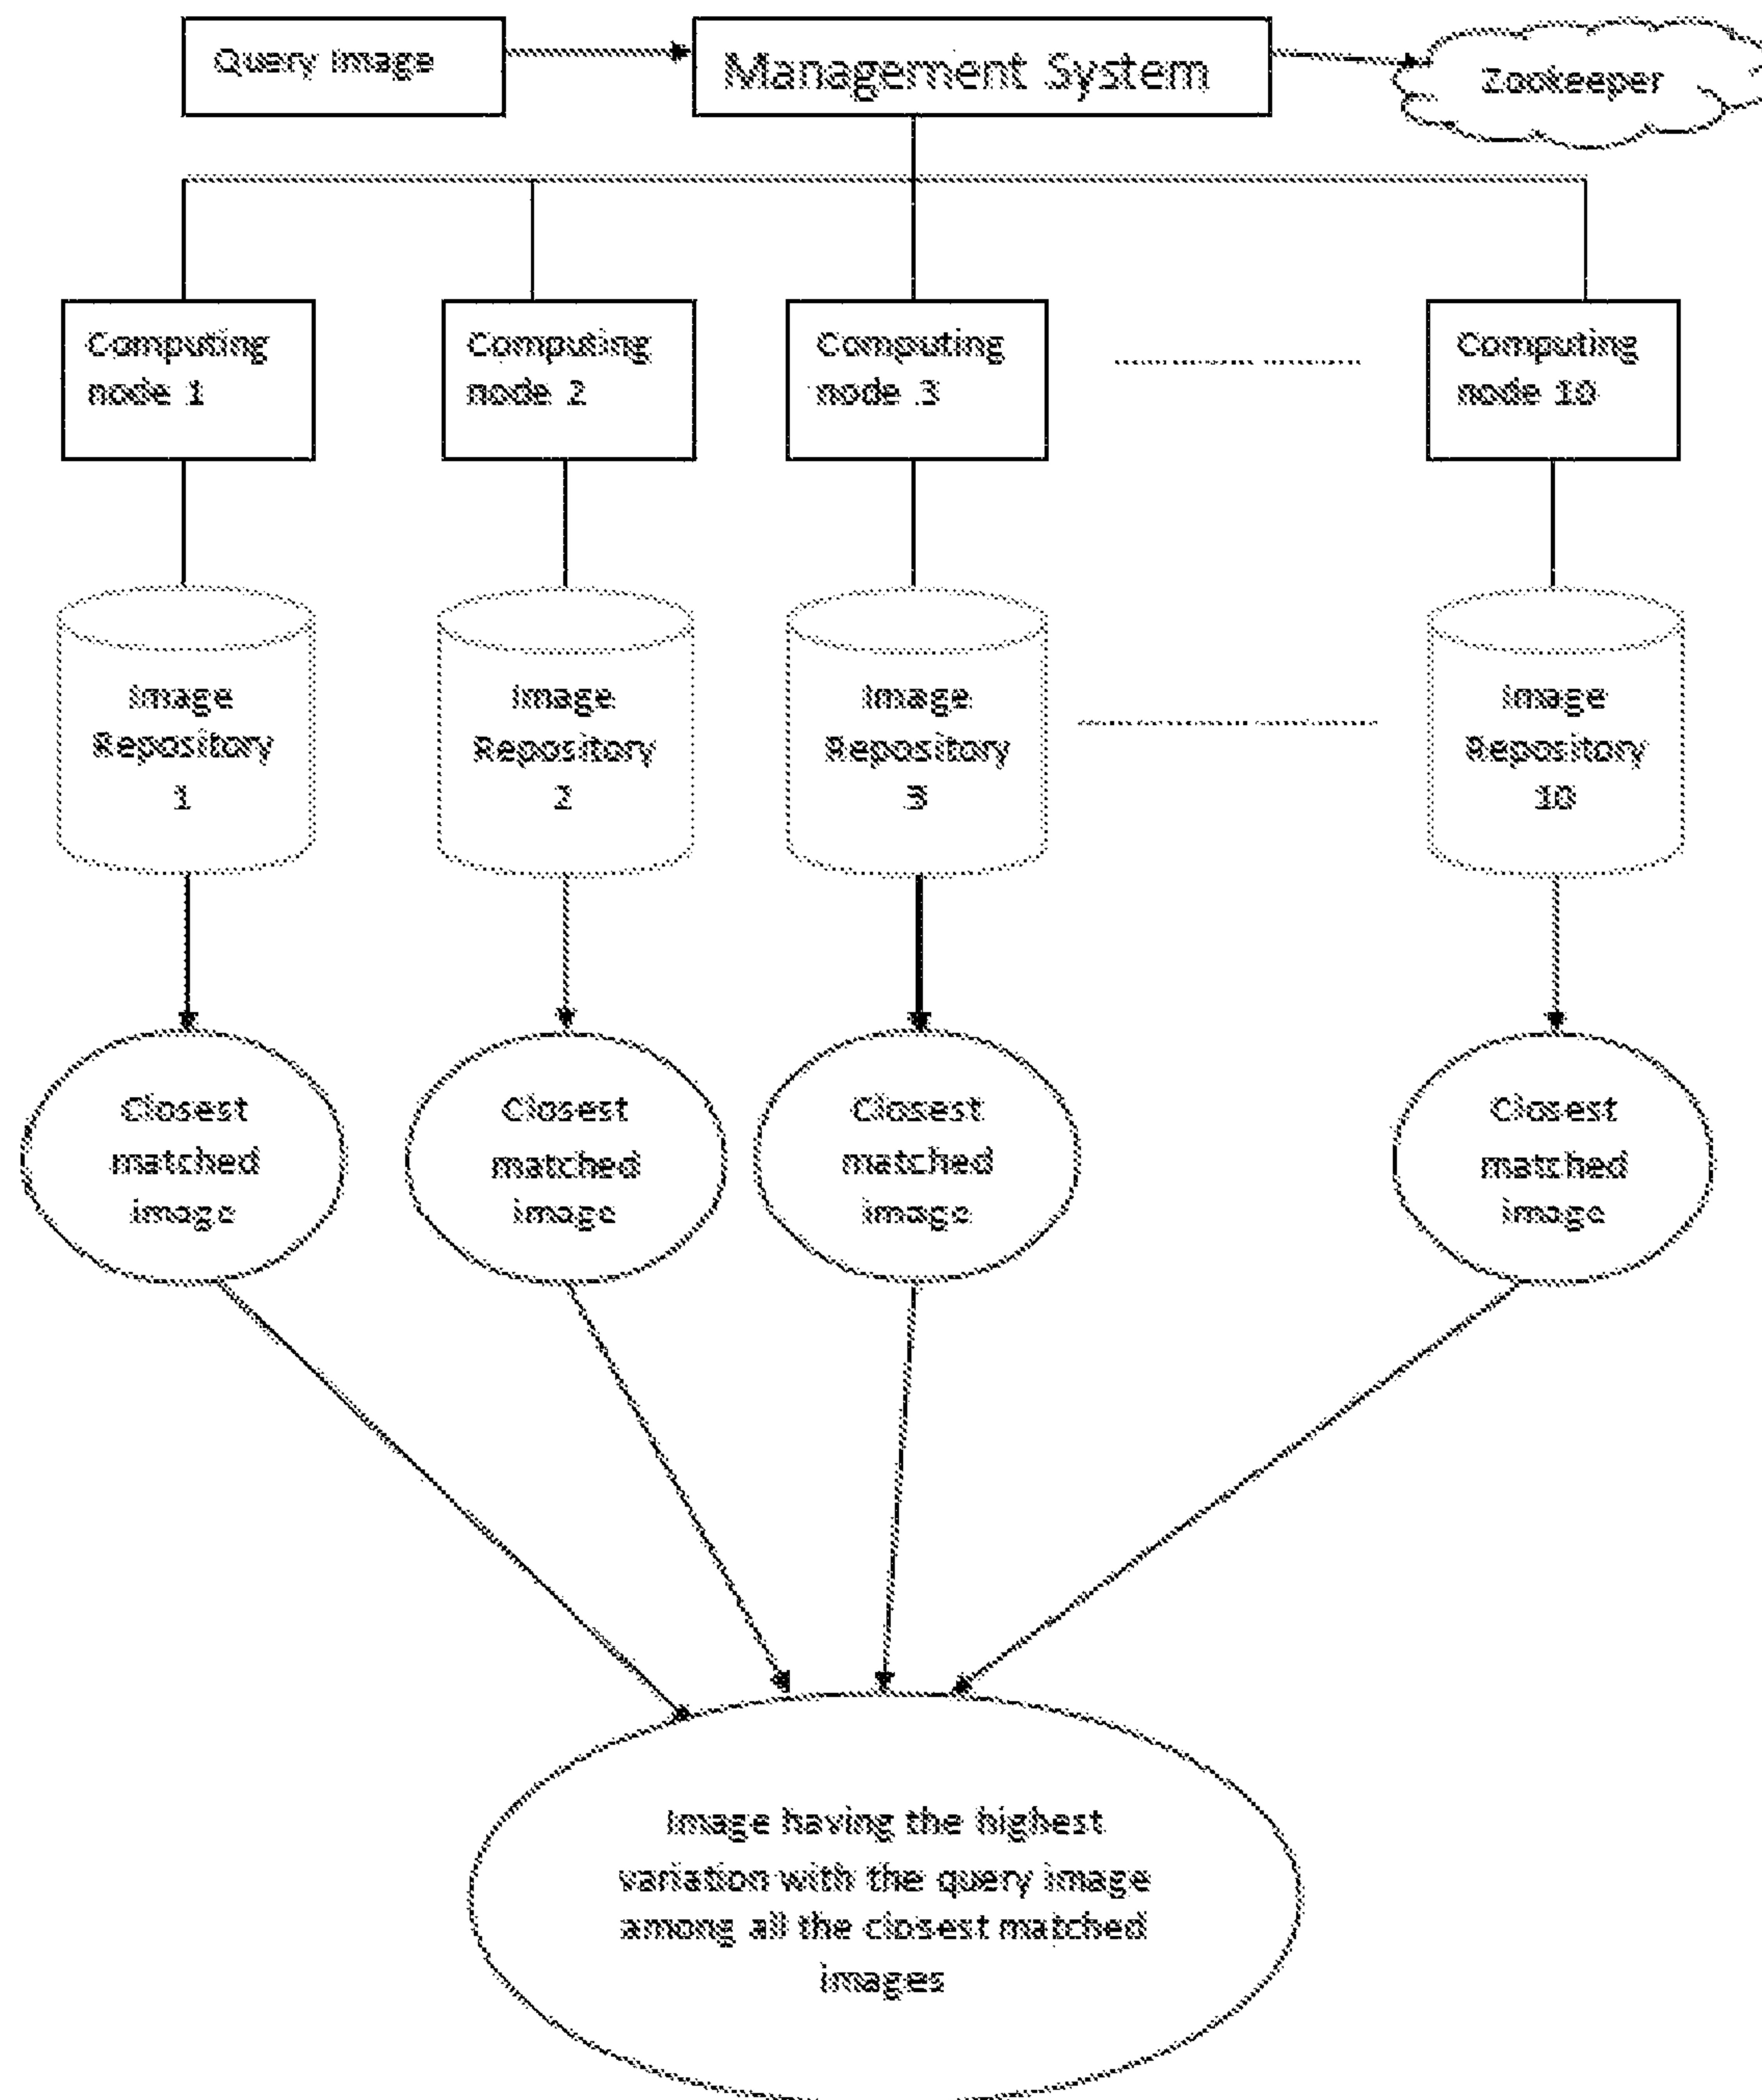 Query Image
Management System
Zookeeper
Computing
node 1
Computing
node 2
Computing
node 3
Computing
node 10
Image
Repository
1
Image
Repository
2
Image
Repository
3
Image
Repository
10
Closest
matched
image
Closest
matched
image
Closest
matched
image
Closest
matched
image
Image having the highest
variation with the query image
among all the closest matched
images